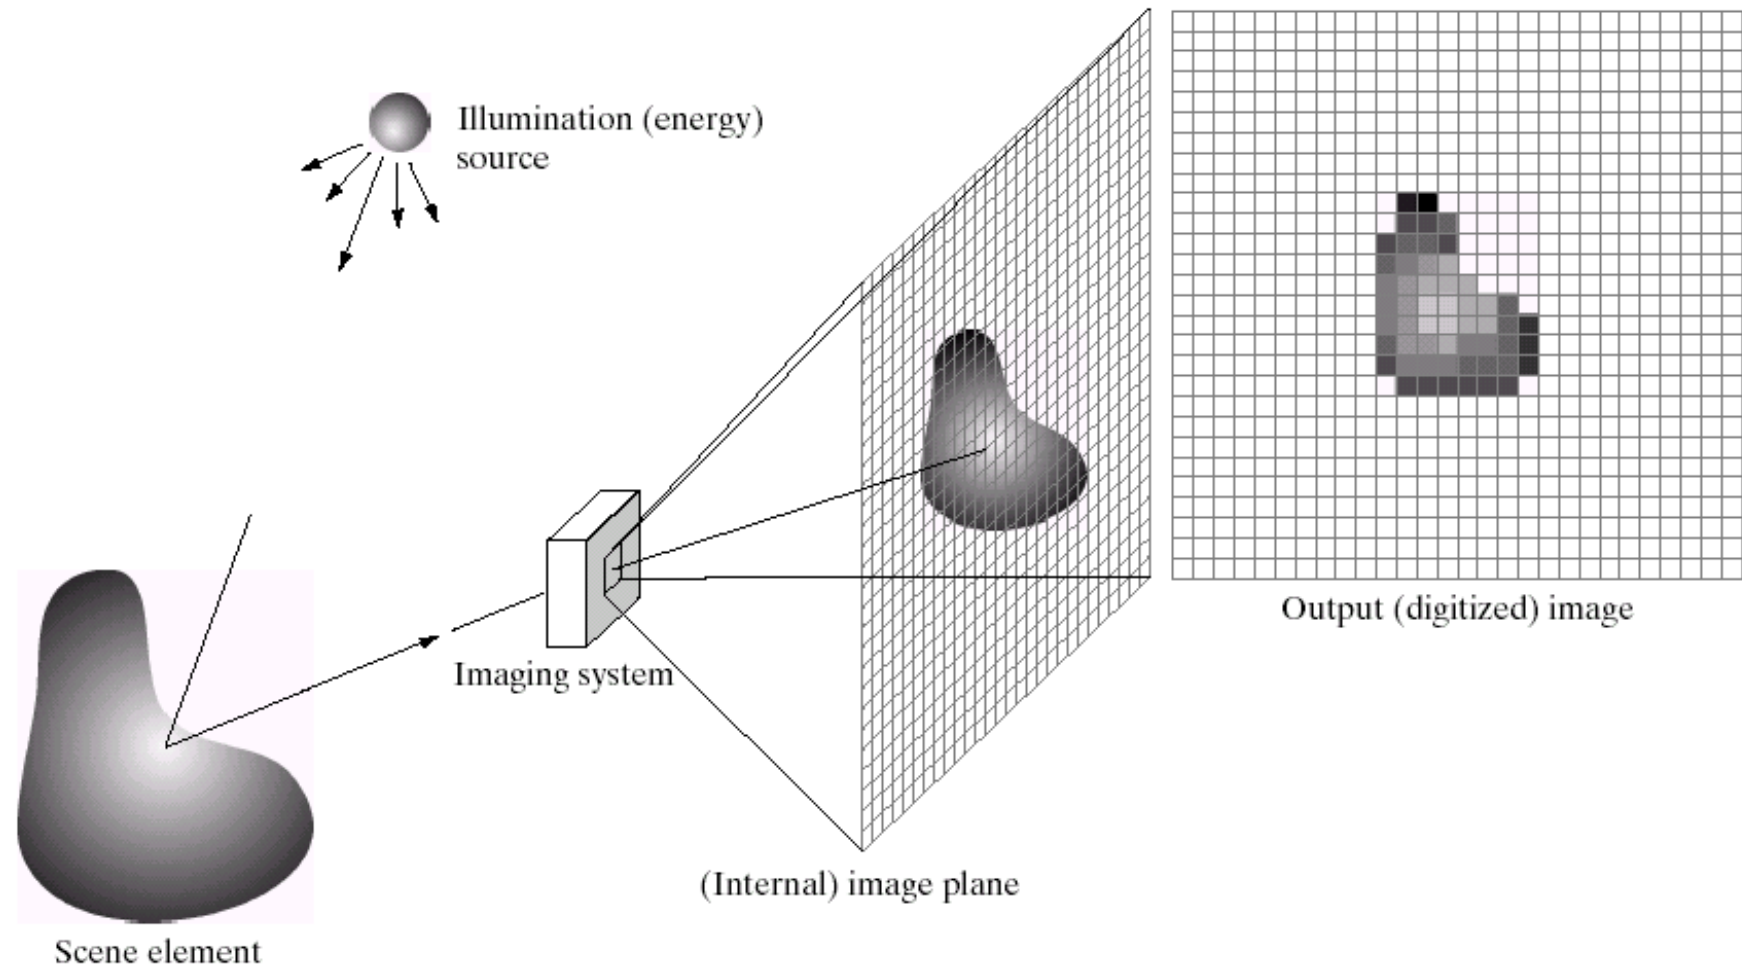 Illumination (energy)
source
Output (digitized) image
Imaging system
(Internal) image plane
Scene element